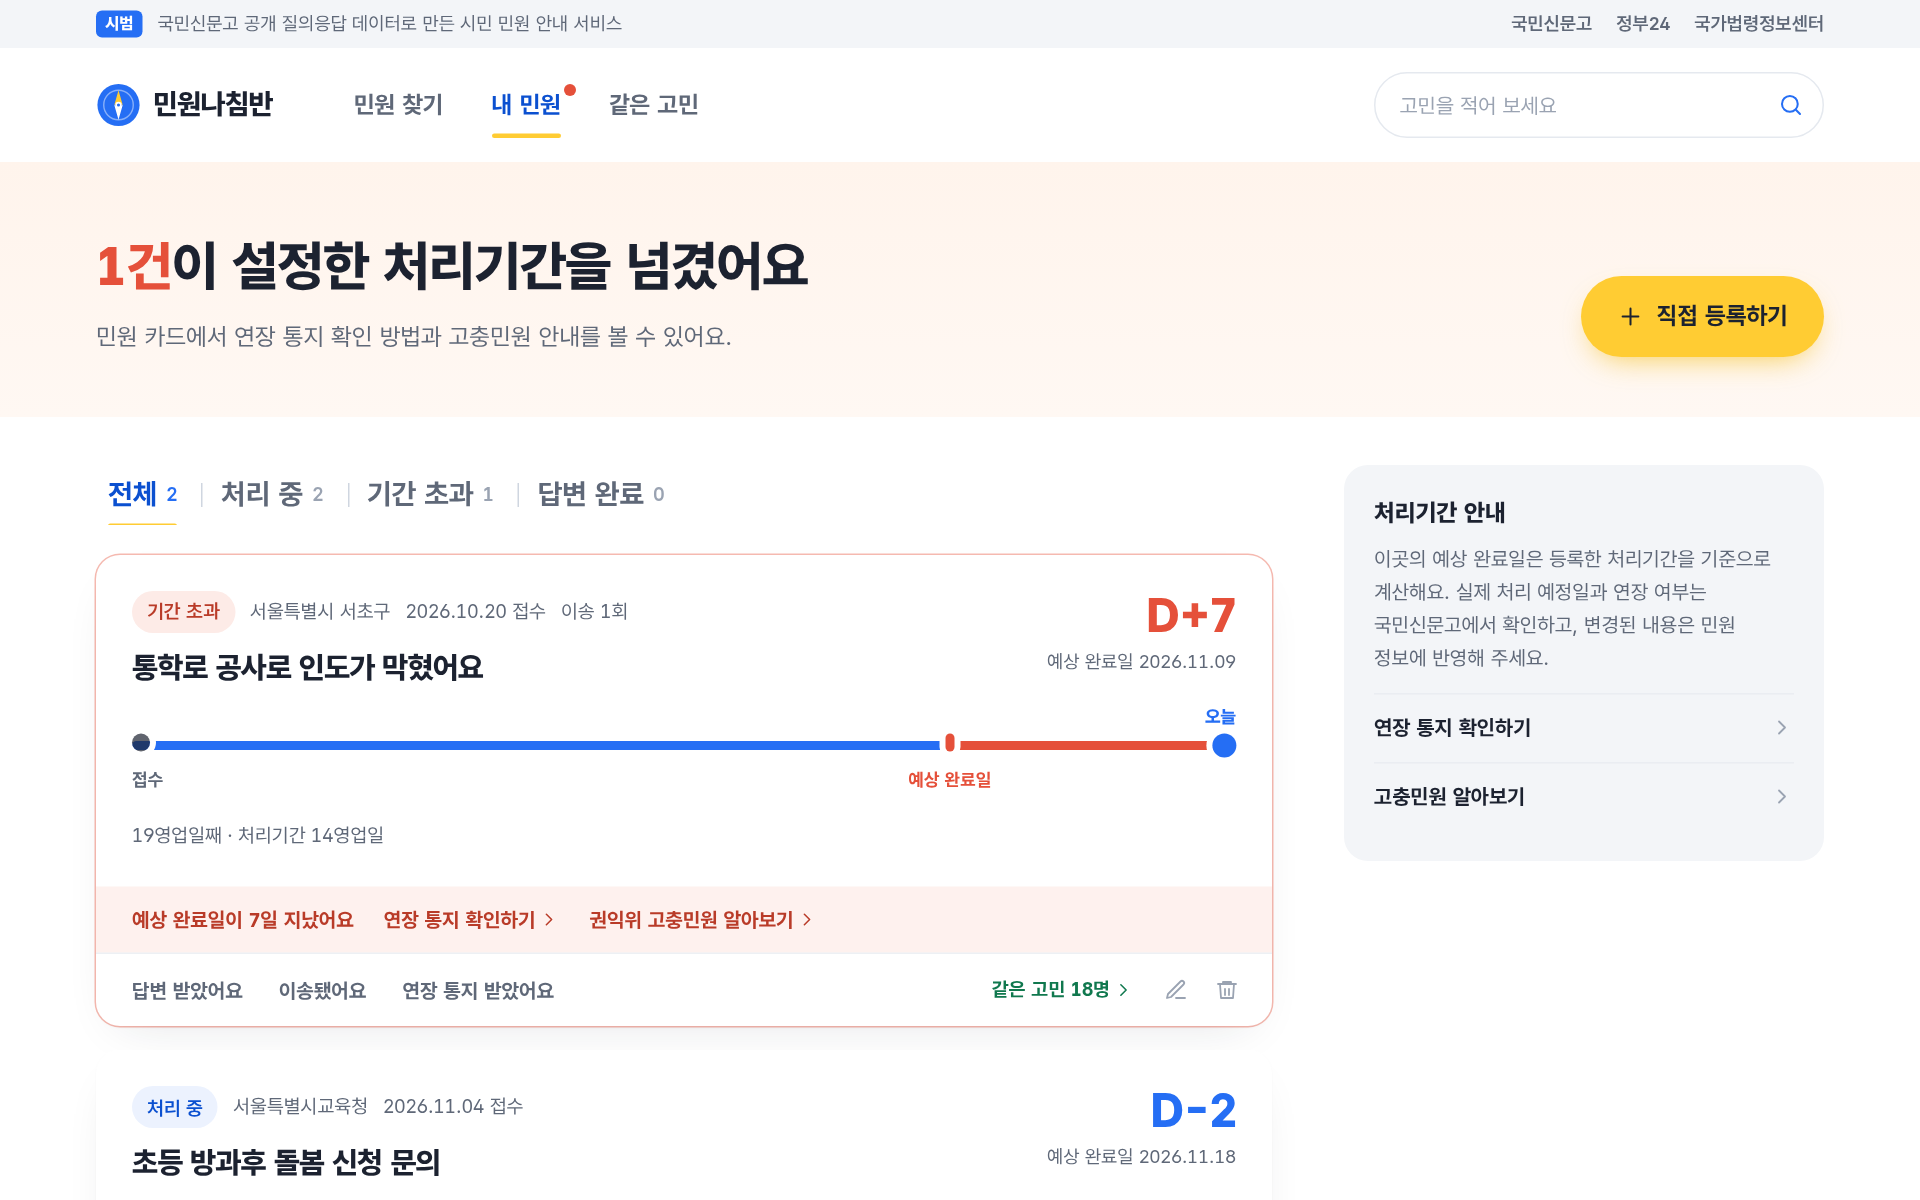 시범 국민신문고 공개 질의응답 데이터로 만든 시민 민원 안내 서비스 국민신문고 정부24 국가법령정보센터
민원나침반 민원 찾기 내 민원 같은 고민 고민을 적어 보세요
1건이 설정한 처리기간을 넘겼어요
민원 카드에서 연장 통지 확인 방법과 고충민원 안내를 볼 수 있어요.
+ 직접 등록하기
전체 2 처리 중 2 기간 초과 1 답변 완료 0
기간 초과 서울특별시 서초구 2026.10.20 접수 이송 1회
D+7
통학로 공사로 인도가 막혔어요
예상 완료일 2026.11.09
오늘
접수
예상 완료일
19영업일째 · 처리기간 14영업일
예상 완료일이 7일 지났어요 연장 통지 확인하기 권익위 고충민원 알아보기
답변 받았어요 이송됐어요 연장 통지 받았어요 같은 고민 18명
처리 중 서울특별시교육청 2026.11.04 접수
D-2
초등 방과후 돌봄 신청 문의
예상 완료일 2026.11.18
처리기간 안내
이곳의 예상 완료일은 등록한 처리기간을 기준으로
계산해요. 실제 처리 예정일과 연장 여부는
국민신문고에서 확인하고, 변경된 내용은 민원
정보에 반영해 주세요.
연장 통지 확인하기
고충민원 알아보기